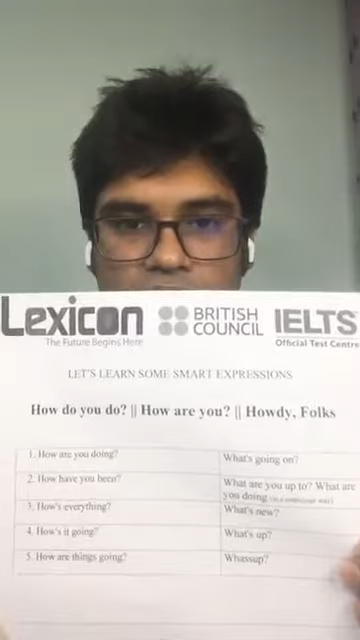 Lexicon BRITISH COUNCIL IELTS
The Future Begins Here Official Test Centre
LET'S LEARN SOME SMART EXPRESSIONS
How do you do? || How are you? || Howdy, Folks
1. How are you doing? What's going on?
2. How have you been? What are you up to? What are
you doing
3. How's everything? What's new?
4. How's it going? What's up?
5. How are things going? Whassup?